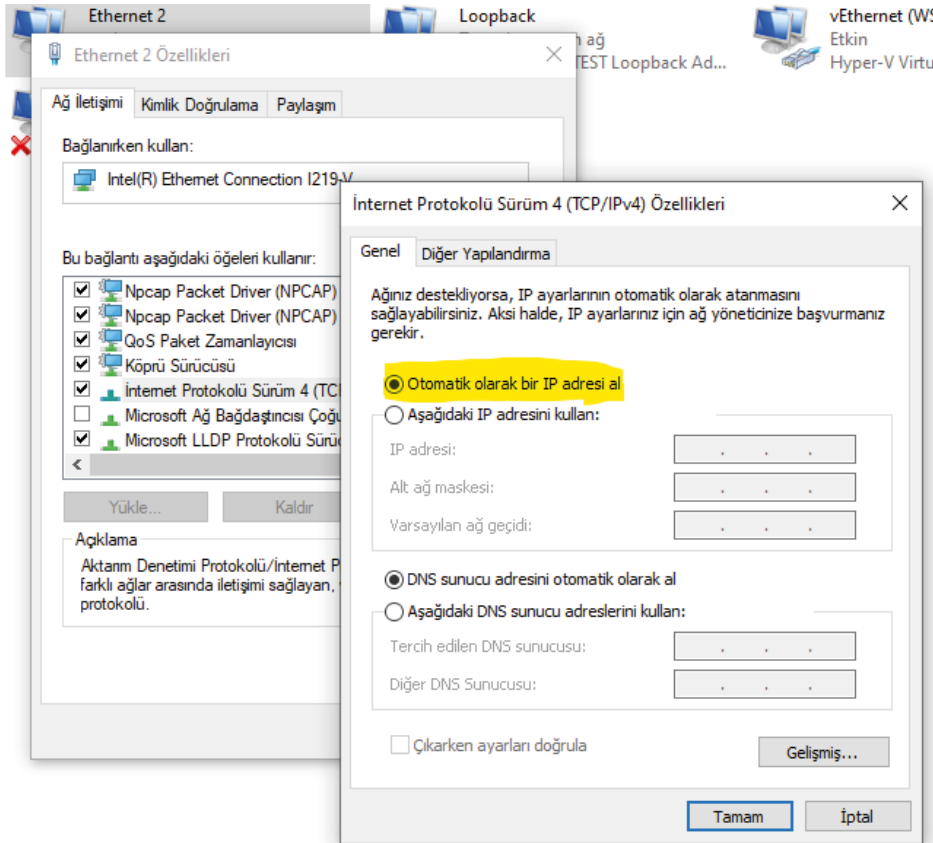 Ethernet 2
Loopback
ağ
TEST Loopback Ad...
vEthernet (WS
Etkin
Hyper-V Virtu
Ethernet 2 Özellikleri
Ağ İletişimi
Kimlik Doğrulama
Paylaşım
Bağlanırken kullan:
Intel(R) Ethernet Connection I219-V
Bu bağlantı aşağıdaki öğeleri kullanır:
Npcap Packet Driver (NPCAP)
Npcap Packet Driver (NPCAP)
QoS Paket Zamanlayıcısı
Köprü Sürücüsü
İnternet Protokolü Sürüm 4 (TC
Microsoft Ağ Bağdaştırıcısı Çoğu
Microsoft LLDP Protokolü Sürü
Yükle...
Kaldır
Açıklama
Aktarım Denetimi Protokolü/İnternet P
farklı ağlar arasında iletişimi sağlayan,
protokolü.
İnternet Protokolü Sürüm 4 (TCP/IPv4) Özellikleri
Genel
Diğer Yapılandırma
Ağınız destekliyorsa, IP ayarlarının otomatik olarak atanmasını
sağlayabilirsiniz. Aksi halde, IP ayarlarınız için ağ yöneticinize başvurmanız
gerekir.
Otomatik olarak bir IP adresi al
Aşağıdaki IP adresini kullan:
IP adresi:
Alt ağ maskesi:
Varsayılan ağ geçidi:
DNS sunucu adresini otomatik olarak al
Aşağıdaki DNS sunucu adreslerini kullan:
Tercih edilen DNS sunucusu:
Diğer DNS Sunucusu:
Çıkarken ayarları doğrula
Gelişmiş...
Tamam
İptal